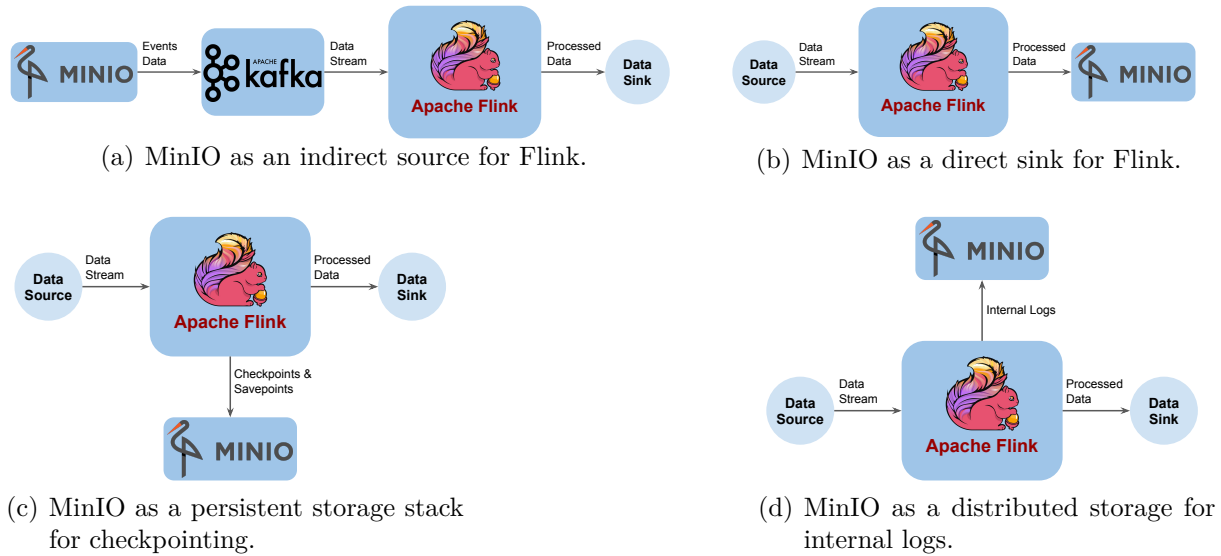 Events
Data
MINIO
APACHE
kafka
Data
Stream
Apache Flink
Processed
Data
Data
Sink
(a) MinIO as an indirect source for Flink.
Data
Source
Data
Stream
Apache Flink
Processed
Data
MINIO
(b) MinIO as a direct sink for Flink.
Data
Source
Data
Stream
Apache Flink
Processed
Data
Data
Sink
Checkpoints &
Savepoints
MINIO
(c) MinIO as a persistent storage stack
for checkpointing.
MINIO
Internal Logs
Data
Source
Data
Stream
Apache Flink
Processed
Data
Data
Sink
(d) MinIO as a distributed storage for
internal logs.